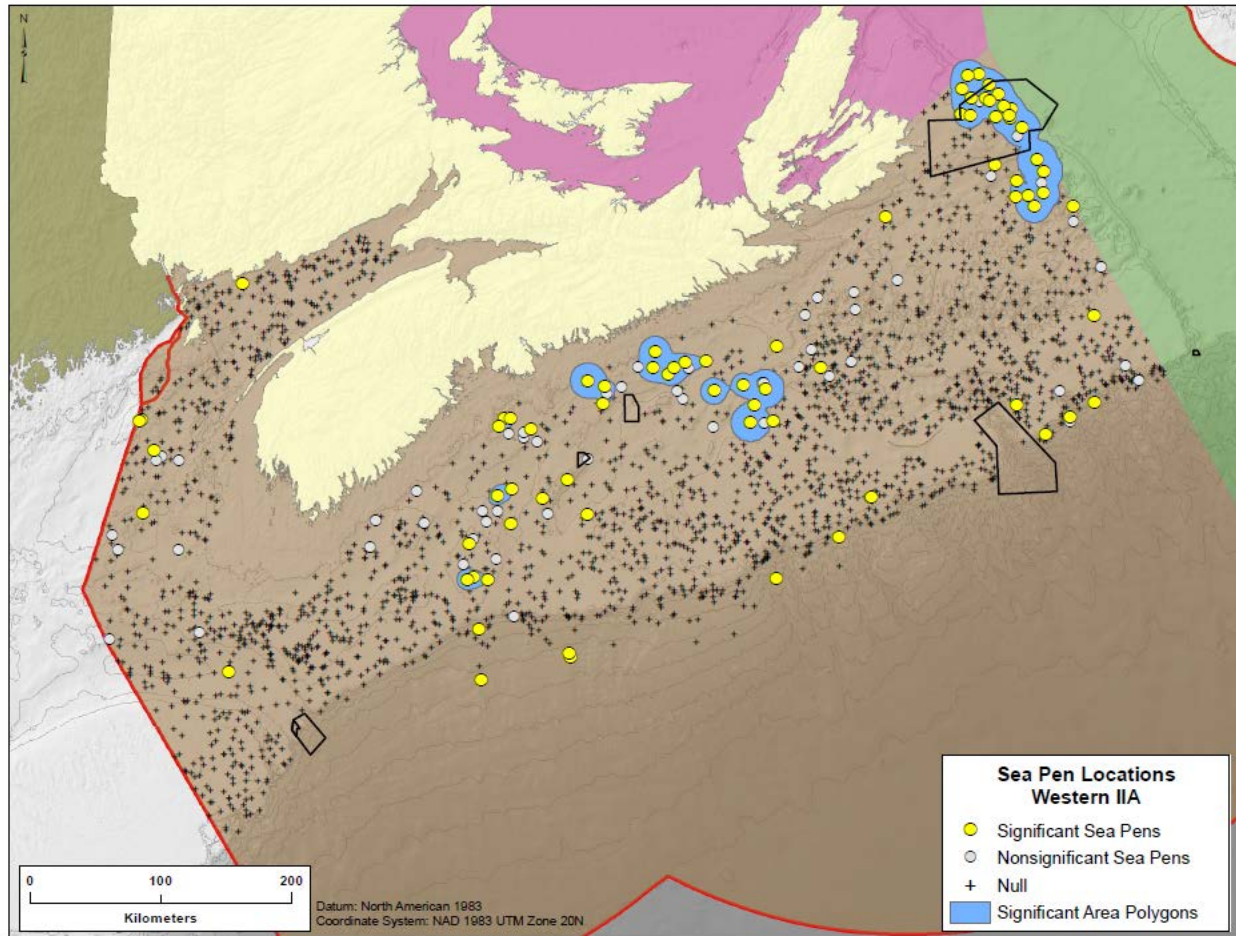 N
Sea Pen Locations
Western IIA
Significant Sea Pens
Nonsignificant Sea Pens
Null
Significant Area Polygons
0 100 200
Kilometers
Datum: North American 1983
Coordinate System: NAD 1983 UTM Zone 20N